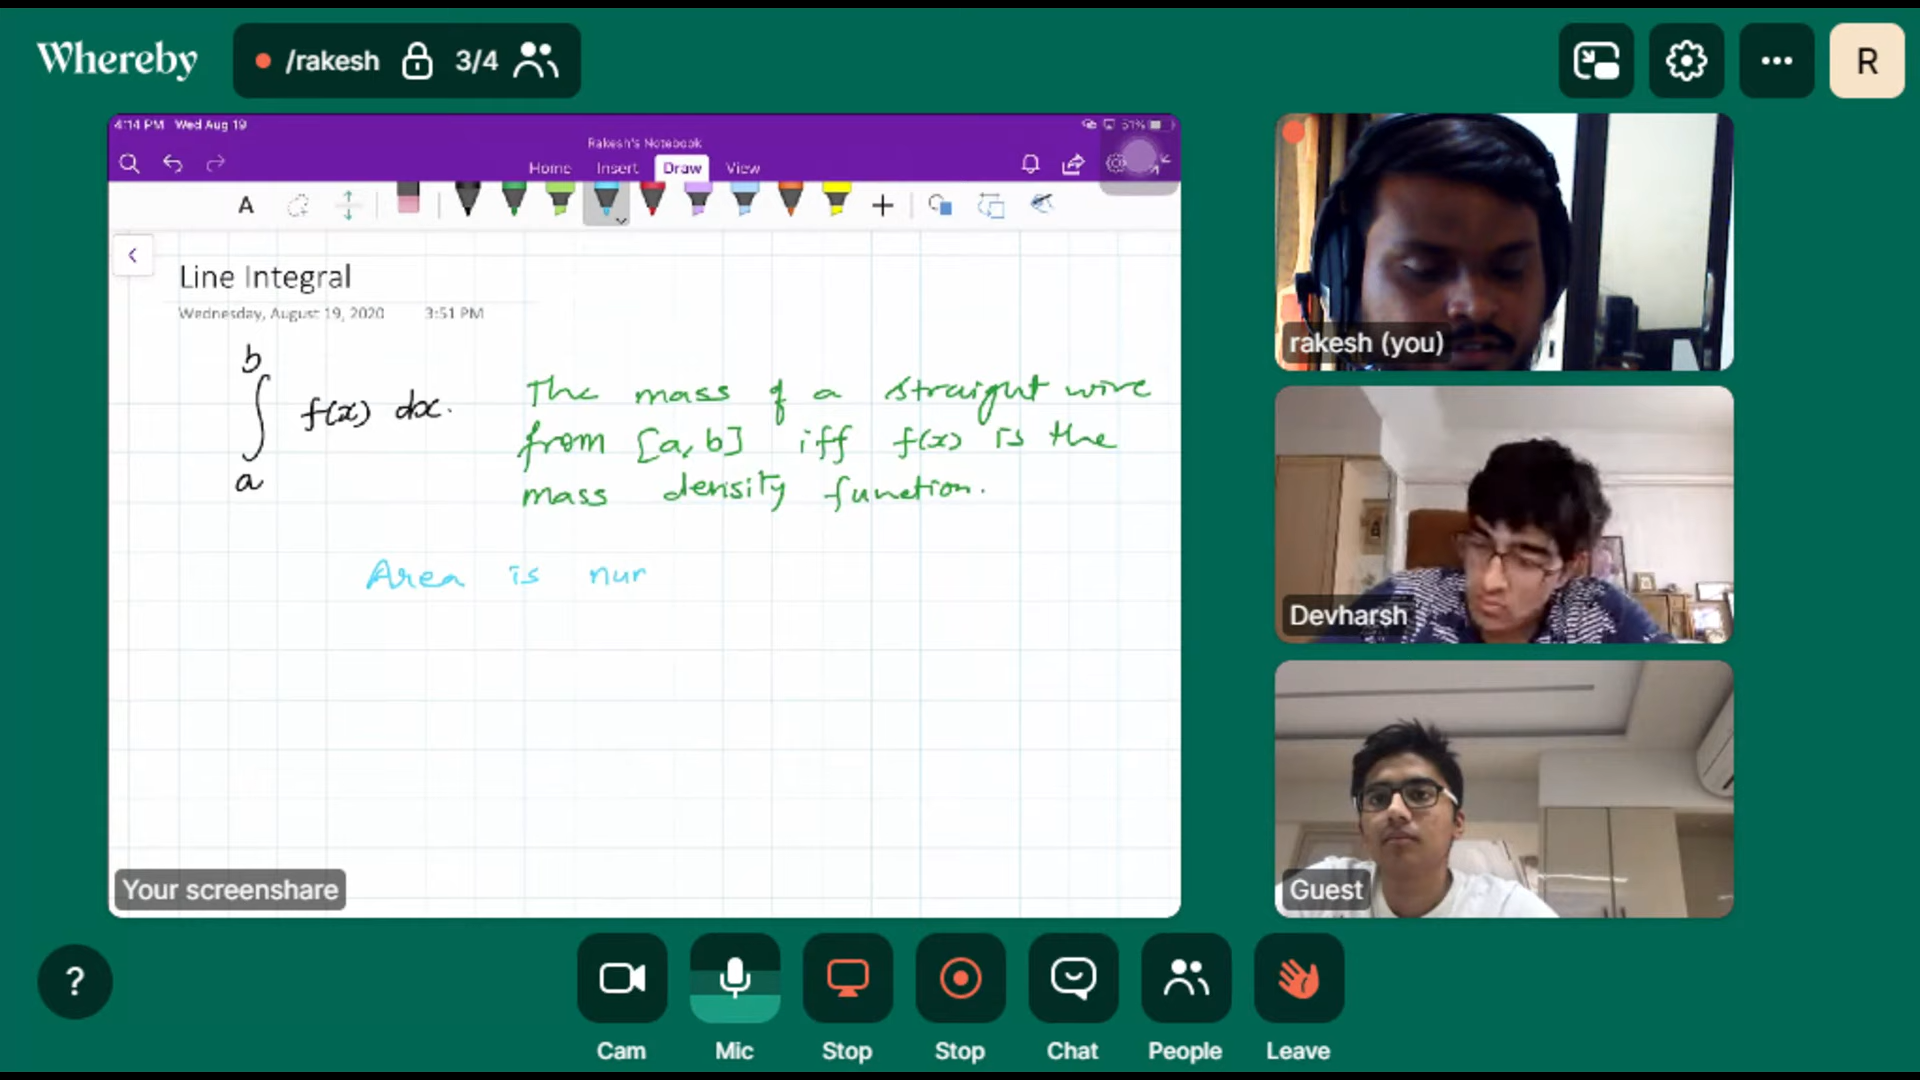 Whereby
/rakesh 3/4
R
4:14 PM Wed Aug 19
51%
Rakesh's Notebook
Home Insert Draw View
A
Line Integral
Wednesday, August 19, 2020 3:51 PM
b
∫ f(x) dx.
a
The mass of a straight wire
from [a, b] iff f(x) is the
mass density function.
Area is nur
Your screenshare
rakesh (you)
Devharsh
Guest
?
Cam Mic Stop Stop Chat People Leave